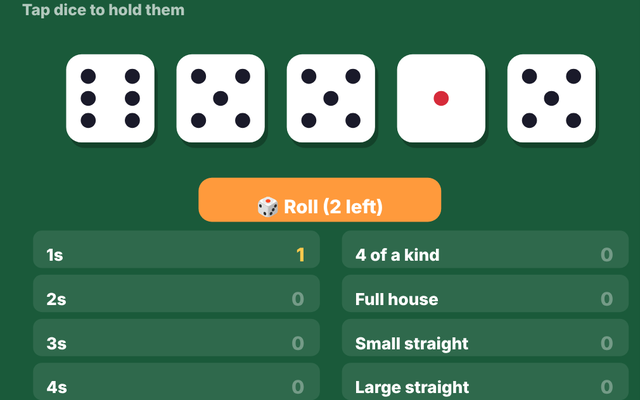 Tap dice to hold them
🎲 Roll (2 left)
1s 1
4 of a kind 0
2s 0
Full house 0
3s 0
Small straight 0
4s 0
Large straight 0